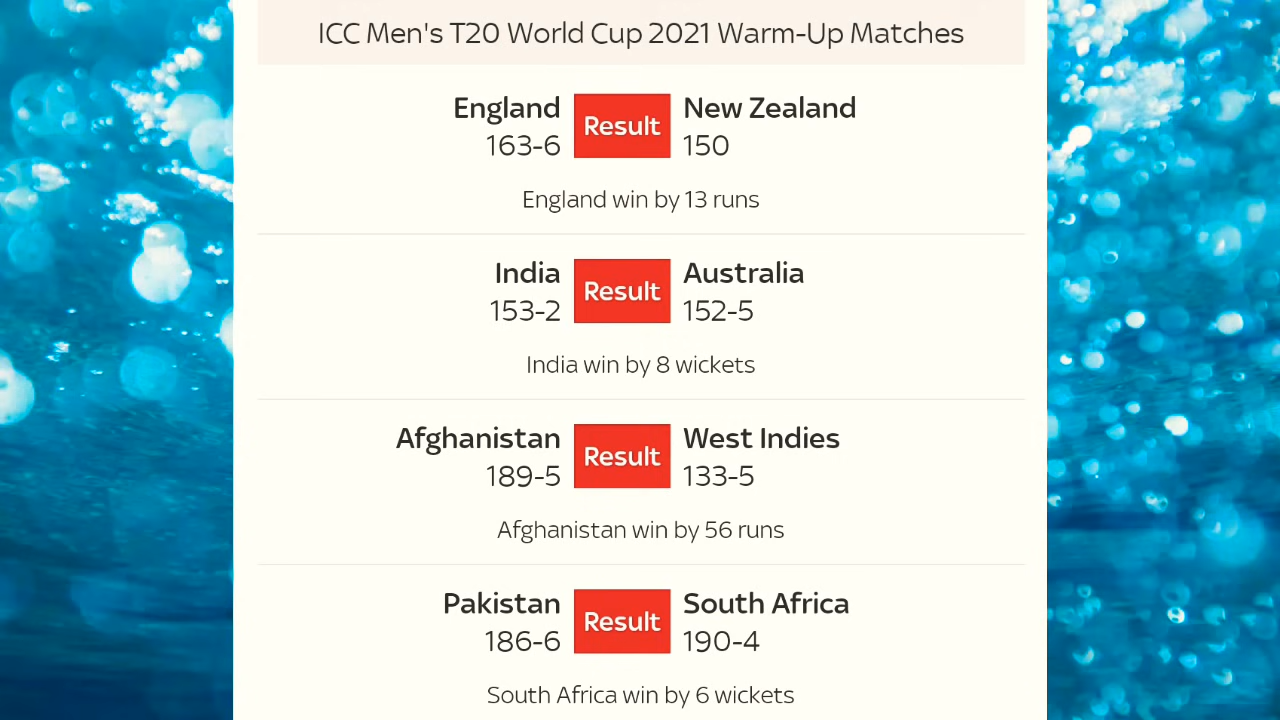 ICC Men's T20 World Cup 2021 Warm-Up Matches
England Result New Zealand
163-6 150
England win by 13 runs
India Result Australia
153-2 152-5
India win by 8 wickets
Afghanistan Result West Indies
189-5 133-5
Afghanistan win by 56 runs
Pakistan Result South Africa
186-6 190-4
South Africa win by 6 wickets